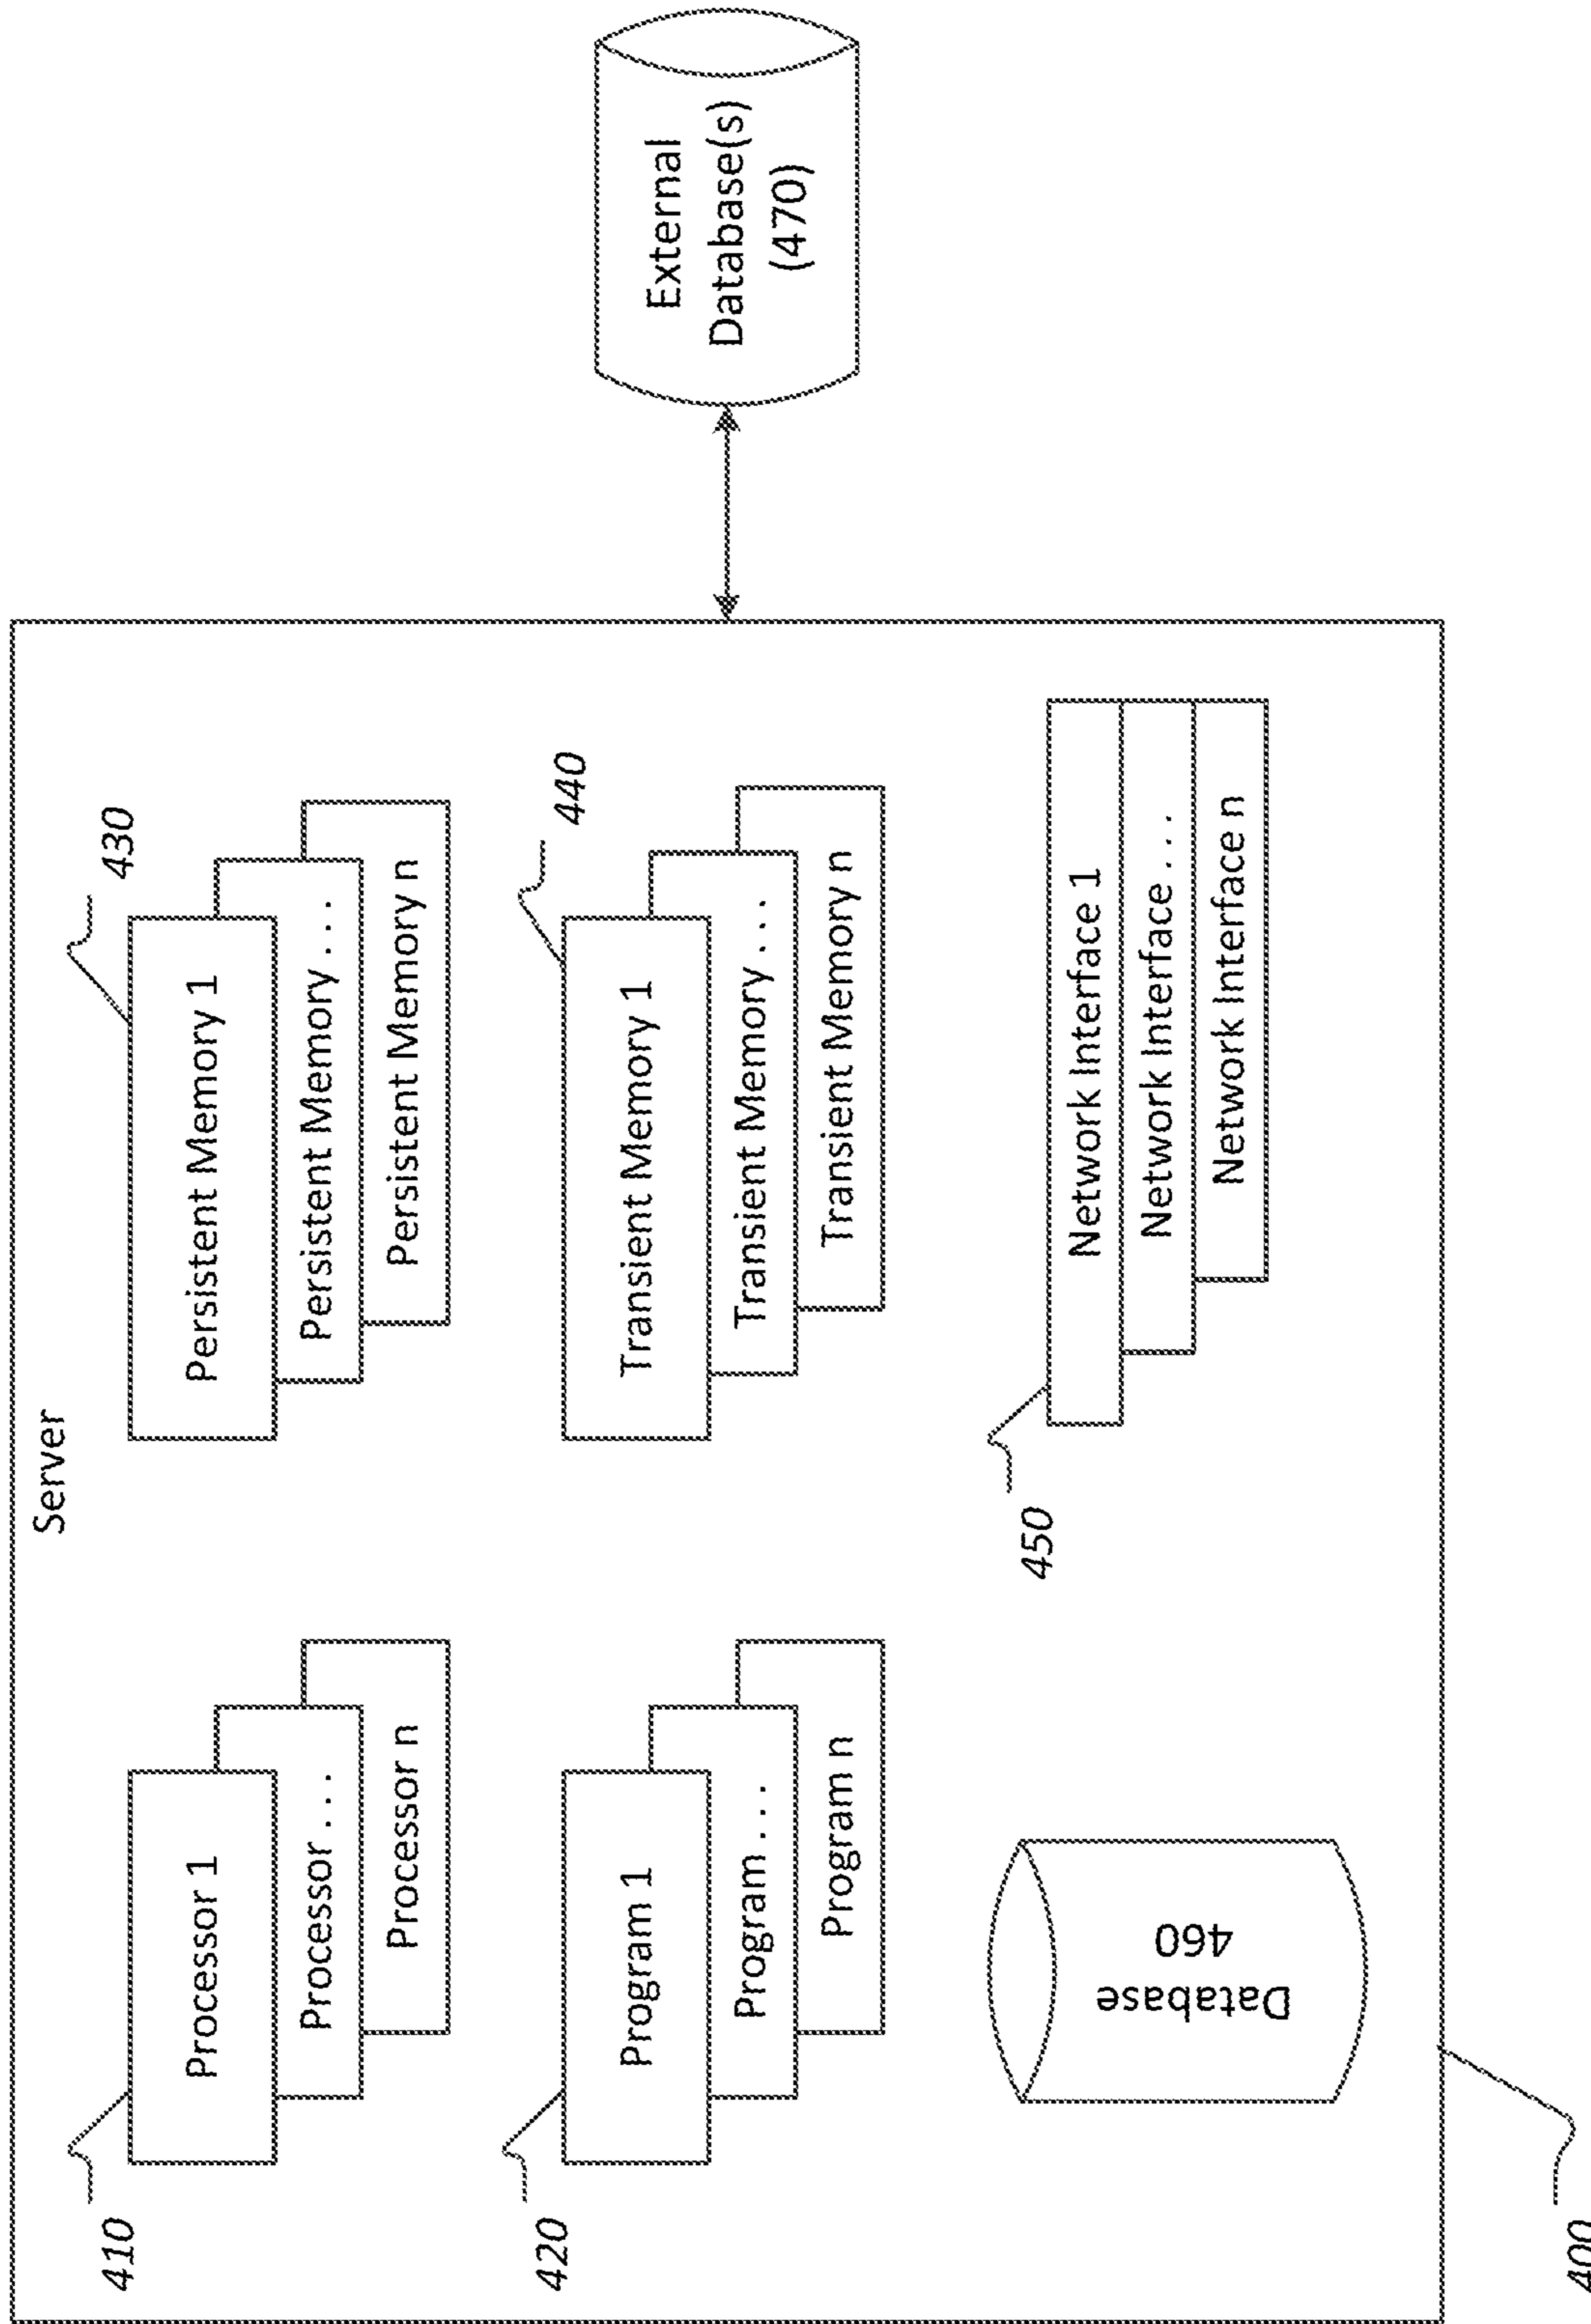 Server
410
Processor 1
Processor . . .
Processor n
430
Persistent Memory 1
Persistent Memory . . .
Persistent Memory n
420
Program 1
Program . . .
Program n
440
Transient Memory 1
Transient Memory . . .
Transient Memory n
Database
460
450
Network Interface 1
Network Interface . . .
Network Interface n
400
External
Database(s)
(470)